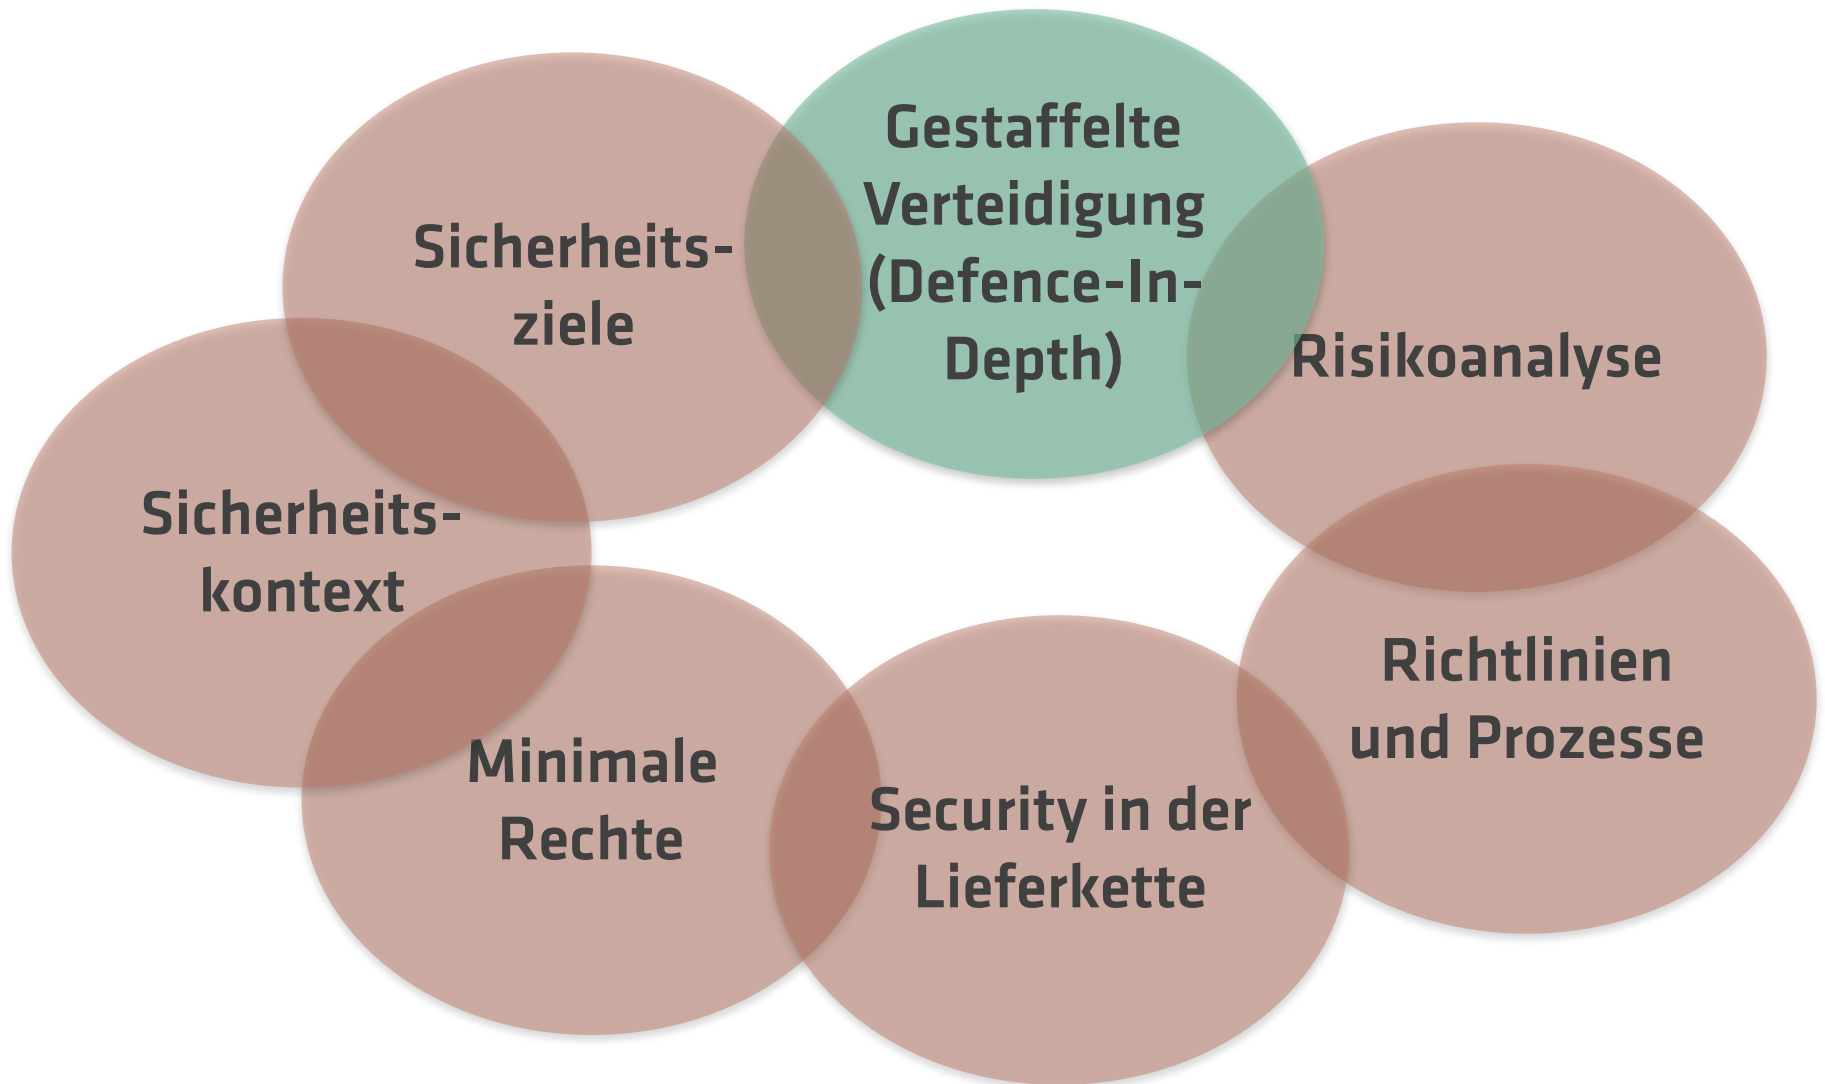 Gestaffelte
Verteidigung
(Defence-In-
Depth)
Sicherheits-
ziele
Risikoanalyse
Sicherheits-
kontext
Richtlinien
und Prozesse
Minimale
Rechte
Security in der
Lieferkette